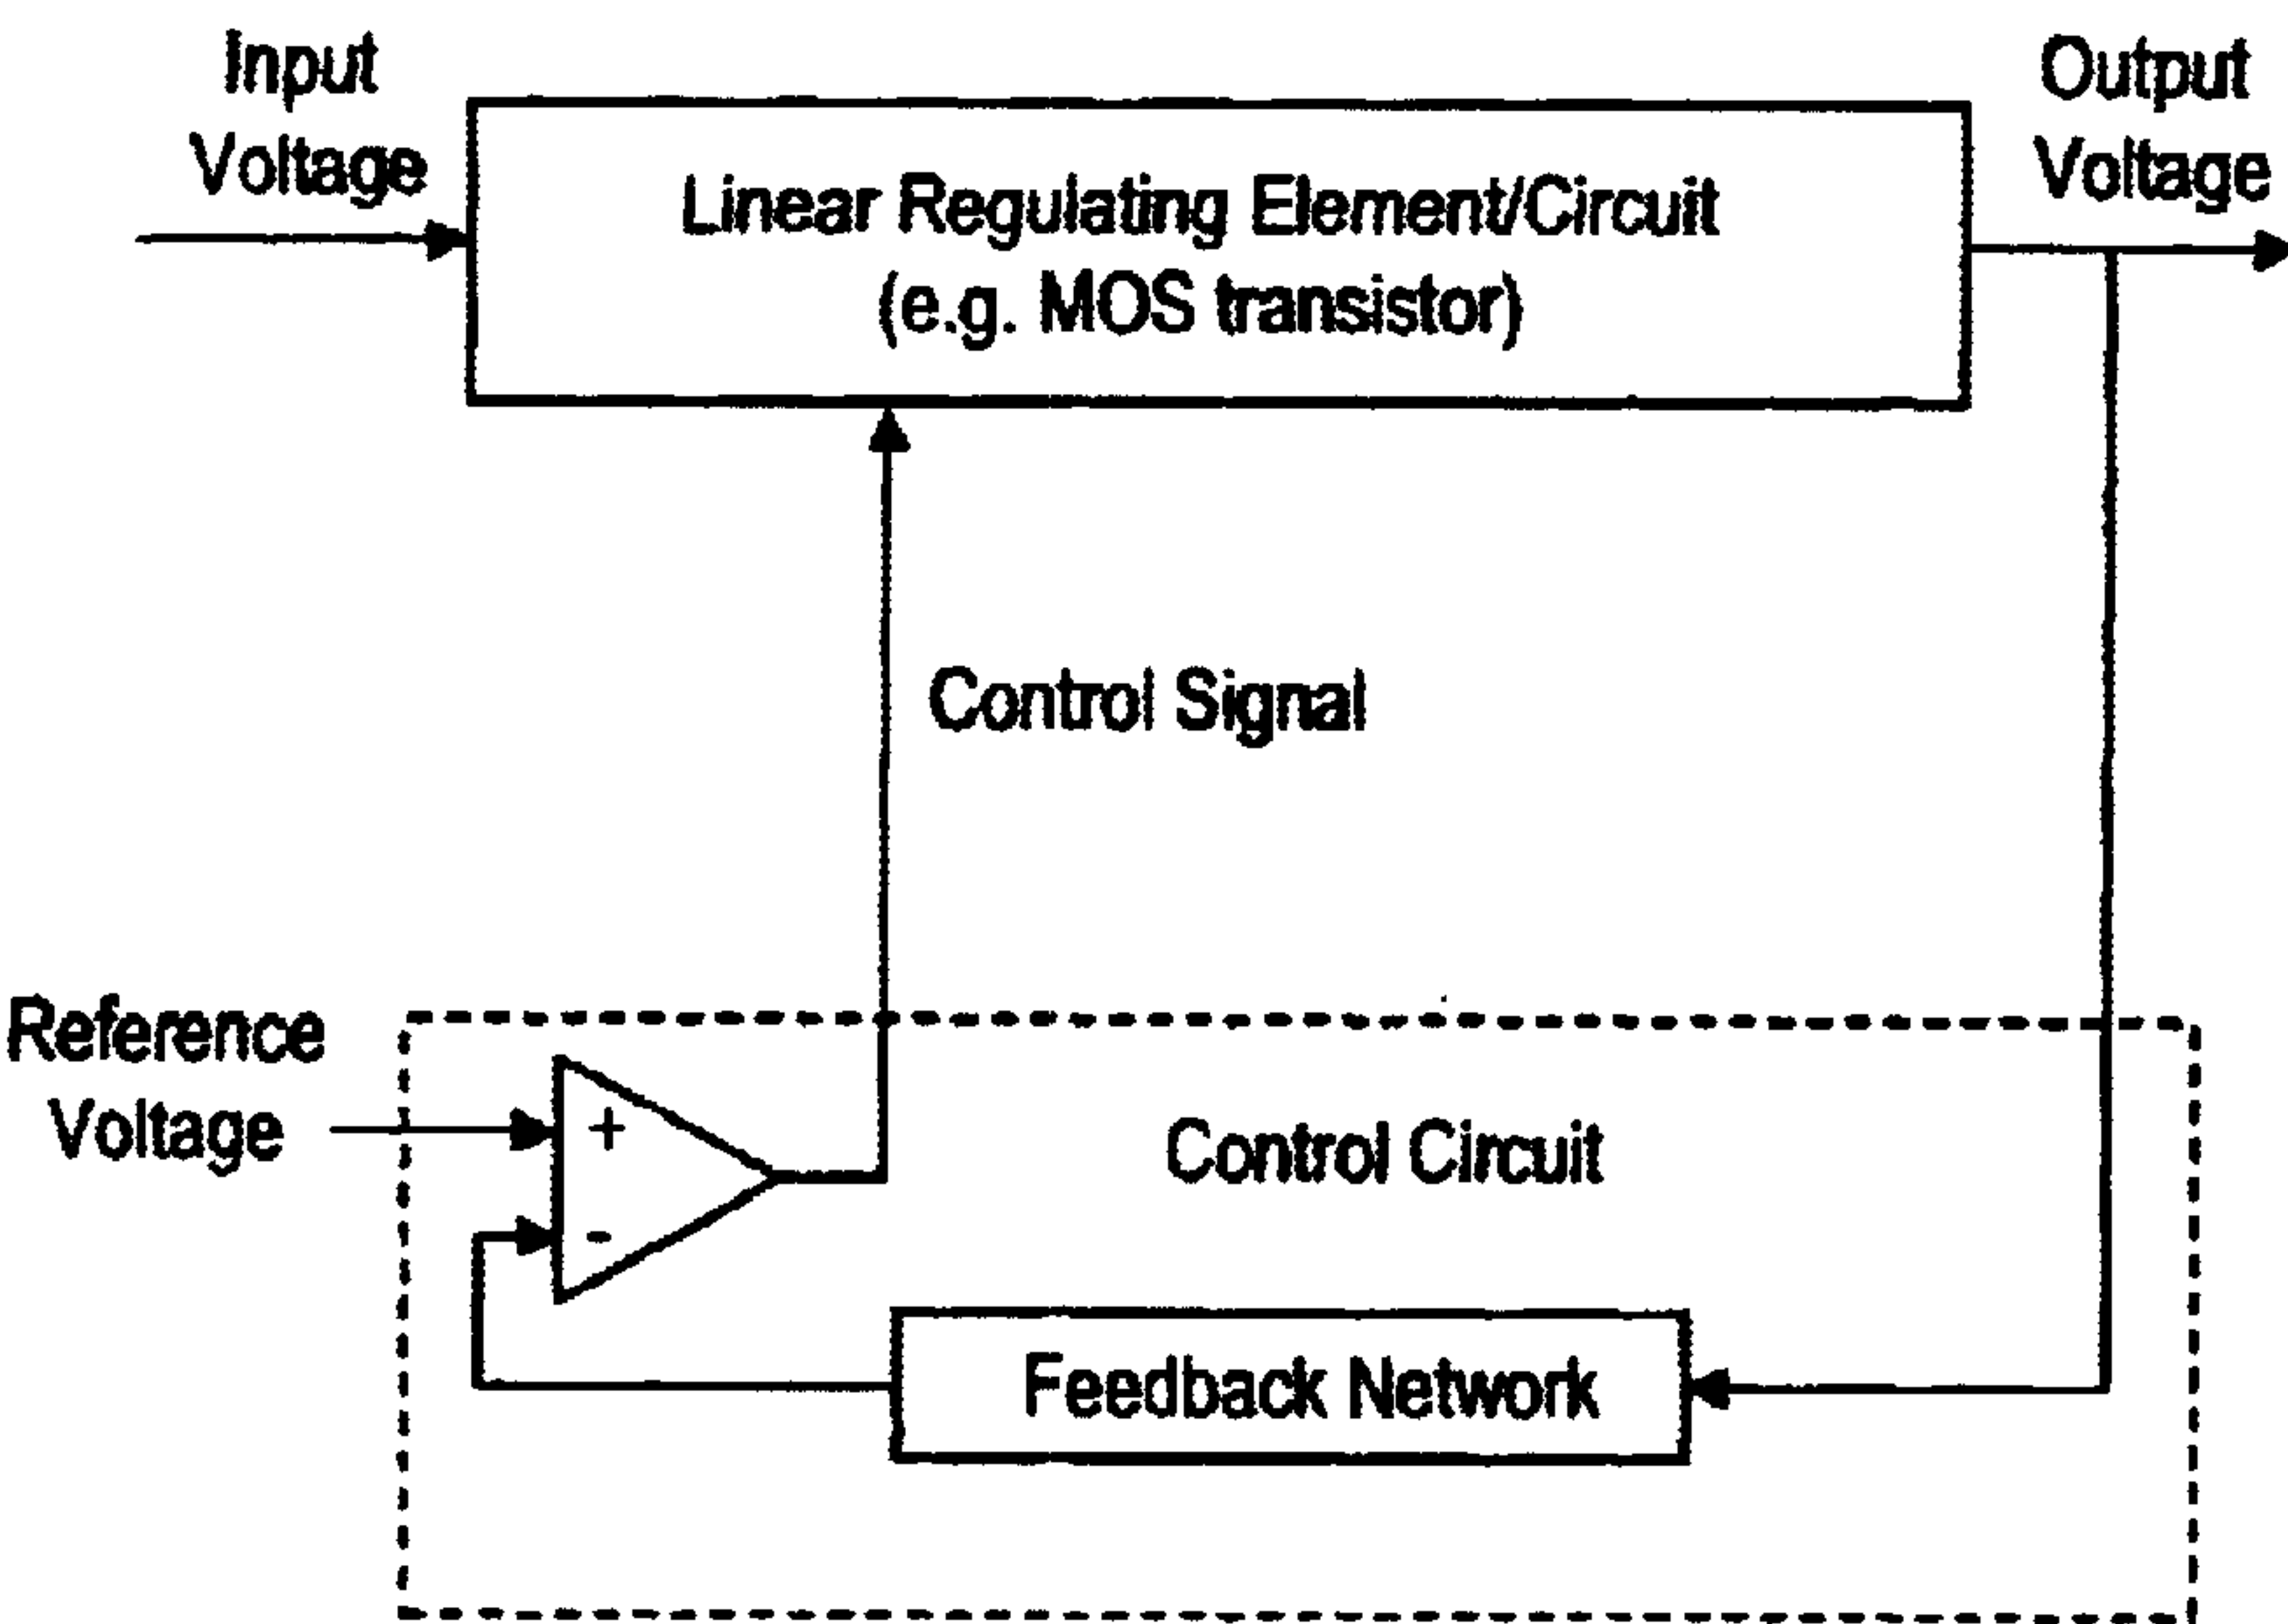 Input
Voltage
Output
Voltage
Linear Regulating Element/Circuit
(e.g. MOS transistor)
Control Signal
Reference
Voltage
+
-
Control Circuit
Feedback Network